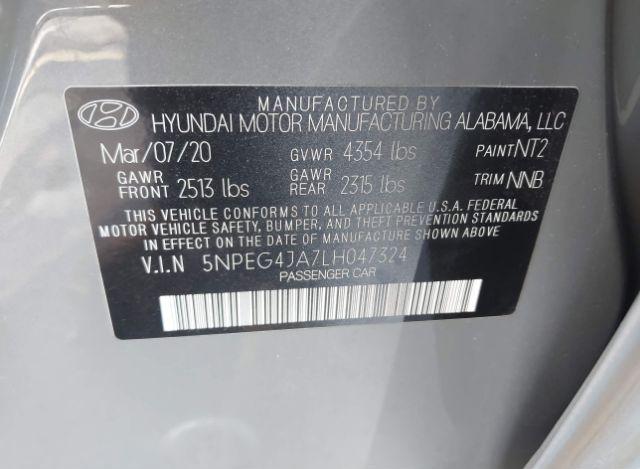 MANUFACTURED BY
HYUNDAI MOTOR MANUFACTURING ALABAMA, LLC
Mar/07/20 GVWR 4354 lbs PAINT NT2
GAWR FRONT 2513 lbs GAWR REAR 2315 lbs TRIM NNB
THIS VEHICLE CONFORMS TO ALL APPLICABLE U.S.A. FEDERAL
MOTOR VEHICLE SAFETY, BUMPER, AND THEFT PREVENTION STANDARDS
IN EFFECT ON THE DATE OF MANUFACTURE SHOWN ABOVE.
V.I.N 5NPEG4JA7LH047324
PASSENGER CAR